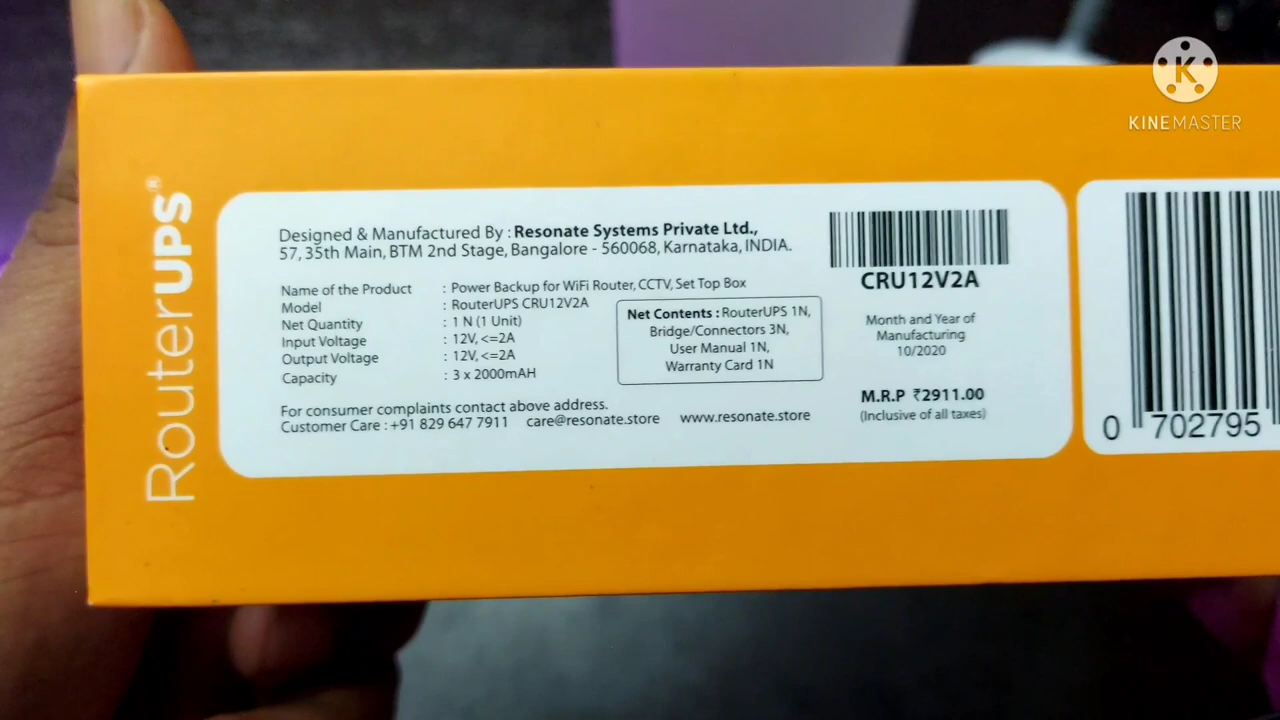 KINEMASTER
RouterUPS®
Designed & Manufactured By : Resonate Systems Private Ltd.,
57, 35th Main, BTM 2nd Stage, Bangalore - 560068, Karnataka, INDIA.
Name of the Product : Power Backup for WiFi Router, CCTV, Set Top Box
Model : RouterUPS CRU12V2A
Net Quantity : 1 N (1 Unit)
Input Voltage : 12V, <=2A
Output Voltage : 12V, <=2A
Capacity : 3 x 2000mAH
Net Contents : RouterUPS 1N,
Bridge/Connectors 3N,
User Manual 1N,
Warranty Card 1N
For consumer complaints contact above address.
Customer Care : +91 829 647 7911 care@resonate.store www.resonate.store
CRU12V2A
Month and Year of
Manufacturing
10/2020
M.R.P ₹2911.00
(Inclusive of all taxes)
0 702795